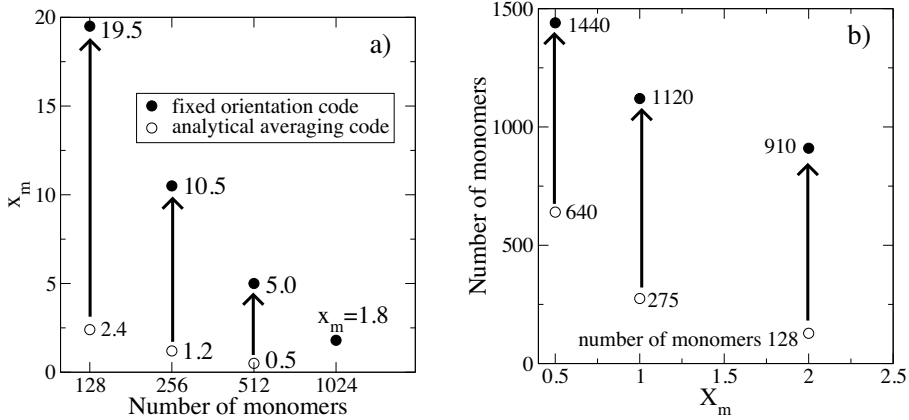 a)
20
19.5
15
fixed orientation code
analytical averaging code
x_m
10
10.5
5
5.0
x_m=1.8
2.4
1.2
0.5
0
128 256 512 1024
Number of monomers
b)
1500
1440
1120
1000
910
Number of monomers
640
500
275
number of monomers 128
0
0.5 1 1.5 2 2.5
X_m